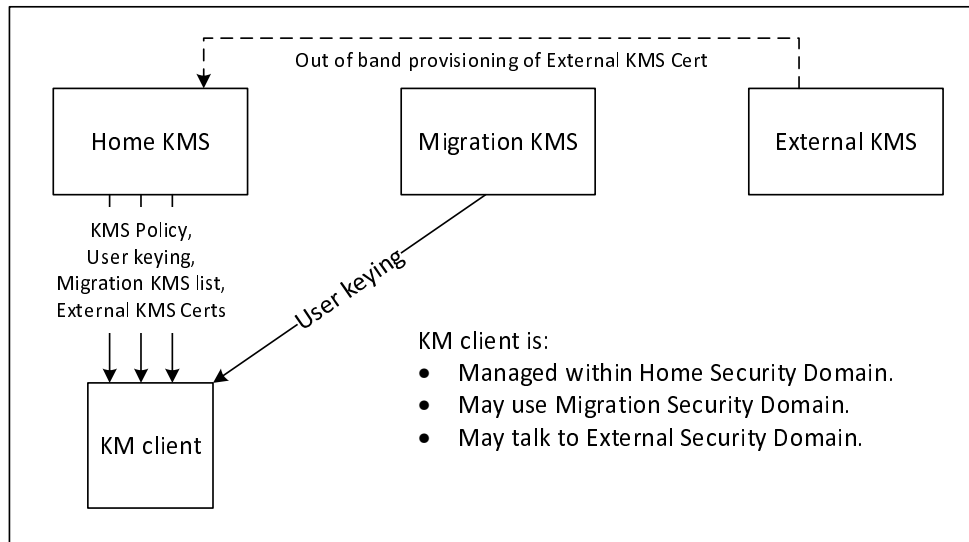 Out of band provisioning of External KMS Cert
Home KMS
Migration KMS
External KMS
KMS Policy,
User keying,
Migration KMS list,
External KMS Certs
User keying
KM client is:
• Managed within Home Security Domain.
• May use Migration Security Domain.
• May talk to External Security Domain.
KM client